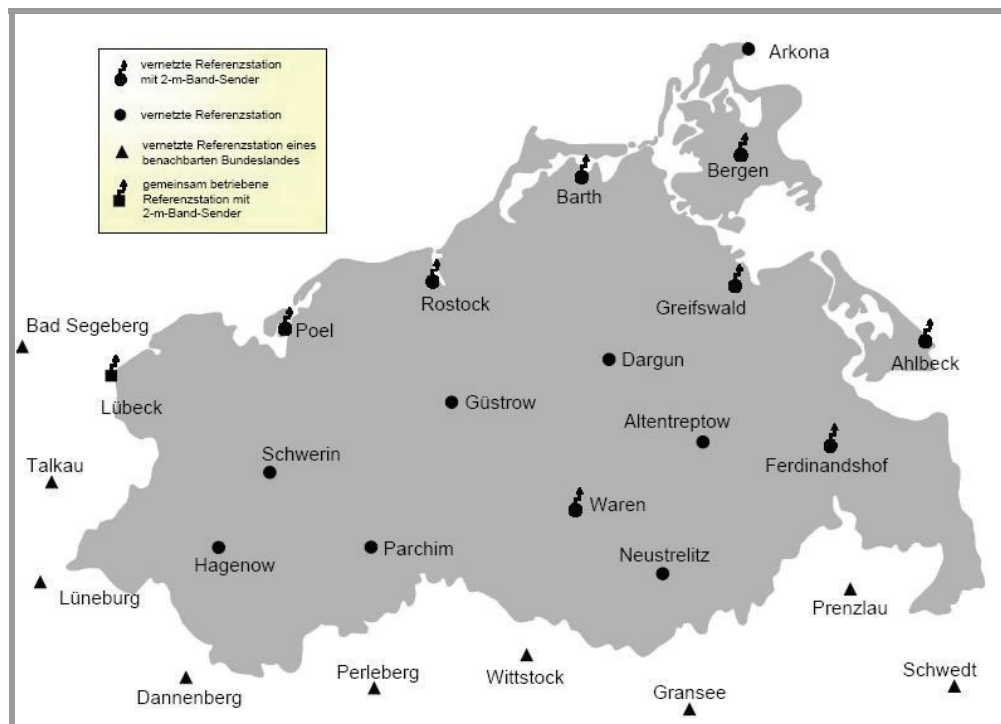 vernetzte Referenzstation
mit 2-m-Band-Sender
vernetzte Referenzstation
vernetzte Referenzstation eines
benachbarten Bundeslandes
gemeinsam betriebene
Referenzstation mit
2-m-Band-Sender
Arkona
Bergen
Barth
Rostock
Greifswald
Poel
Bad Segeberg
Ahlbeck
Dargun
Lübeck
Güstrow
Altentreptow
Schwerin
Ferdinandshof
Talkau
Waren
Parchim
Neustrelitz
Hagenow
Lüneburg
Prenzlau
Perleberg
Wittstock
Schwedt
Dannenberg
Gransee